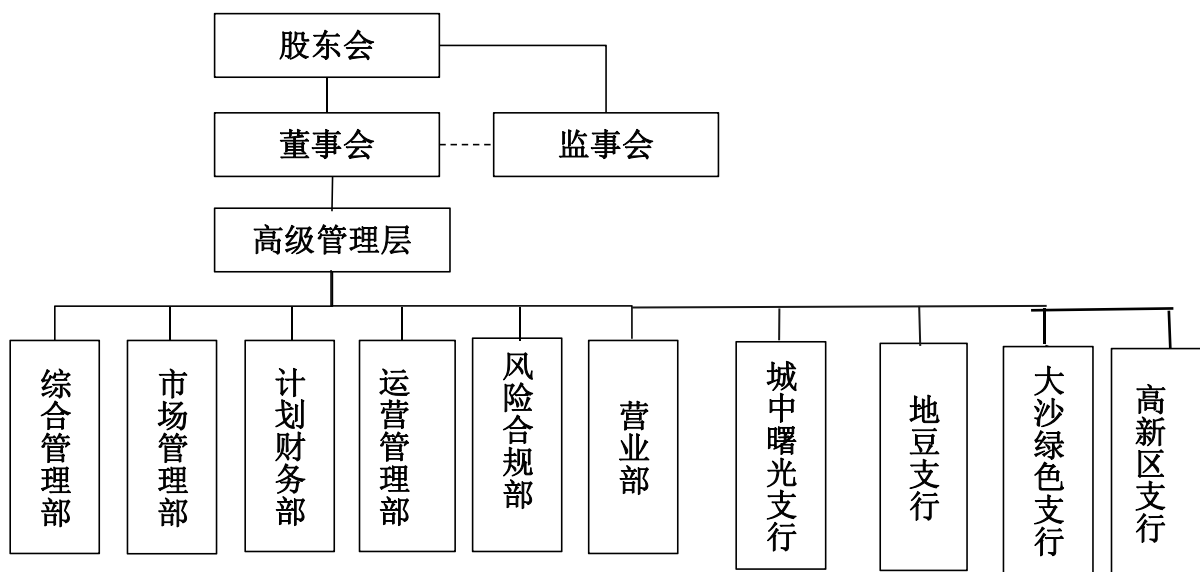 股东会
董事会
监事会
高级管理层
综合管理部
市场管理部
计划财务部
运营管理部
风险合规部
营业部
城中曙光支行
地豆支行
大沙绿色支行
高新区支行